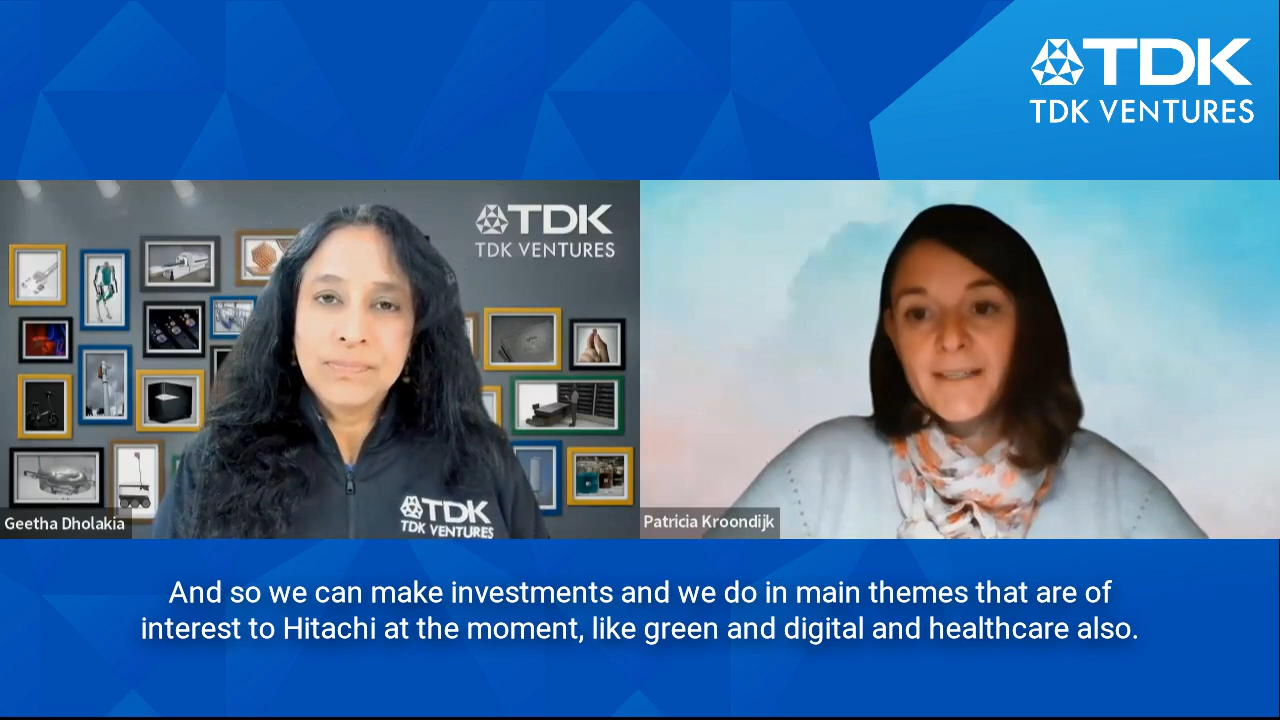 TDK
TDK VENTURES
TDK
TDK VENTURES
TDK
TDK VENTURES
Geetha Dholakia
Patricia Kroondijk
And so we can make investments and we do in main themes that are of
interest to Hitachi at the moment, like green and digital and healthcare also.